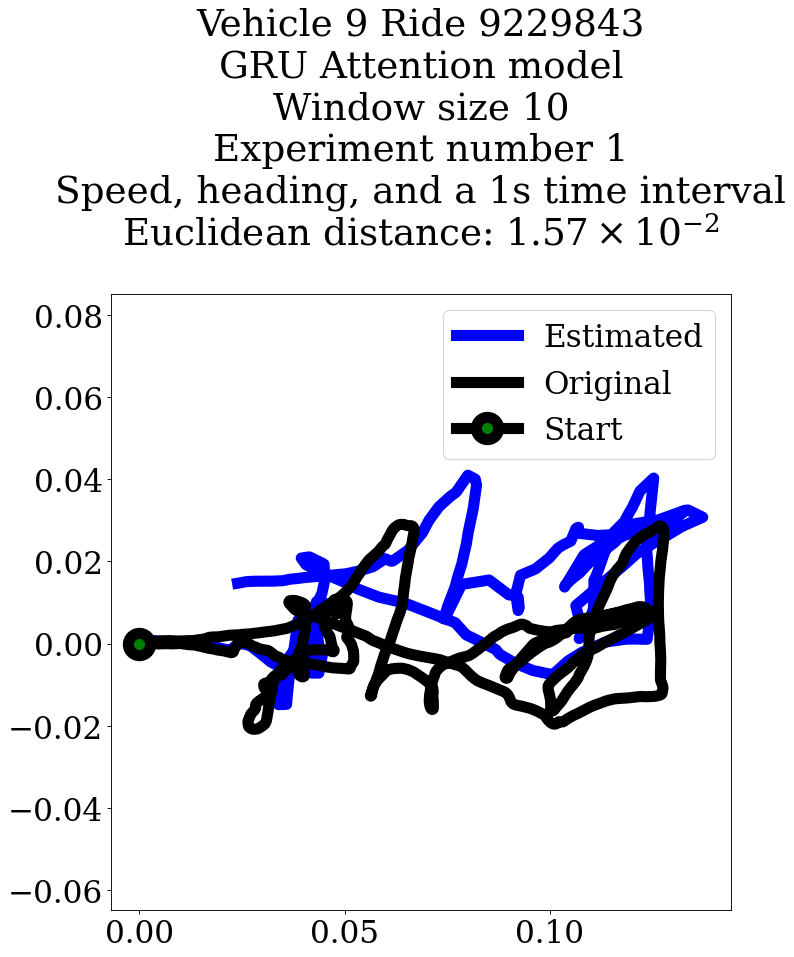 Vehicle 9 Ride 9229843
GRU Attention model
Window size 10
Experiment number 1
Speed, heading, and a 1s time interval
Euclidean distance: 1.57 × 10⁻²
Estimated
Original
Start
0.08
0.06
0.04
0.02
0.00
−0.02
−0.04
−0.06
0.00 0.05 0.10